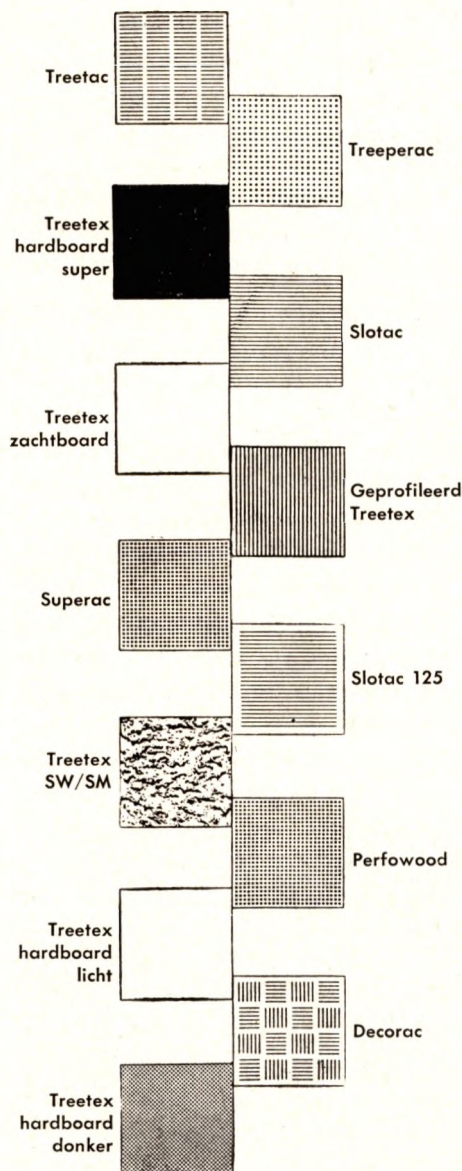 Treetac
Treeperac
Treetex
hardboard
super
Slotac
Treetex
zachtboard
Geprofileerd
Treetex
Superac
Slotac 125
Treetex
SW/SM
Perfowood
Treetex
hardboard
licht
Decorac
Treetex
hardboard
donker